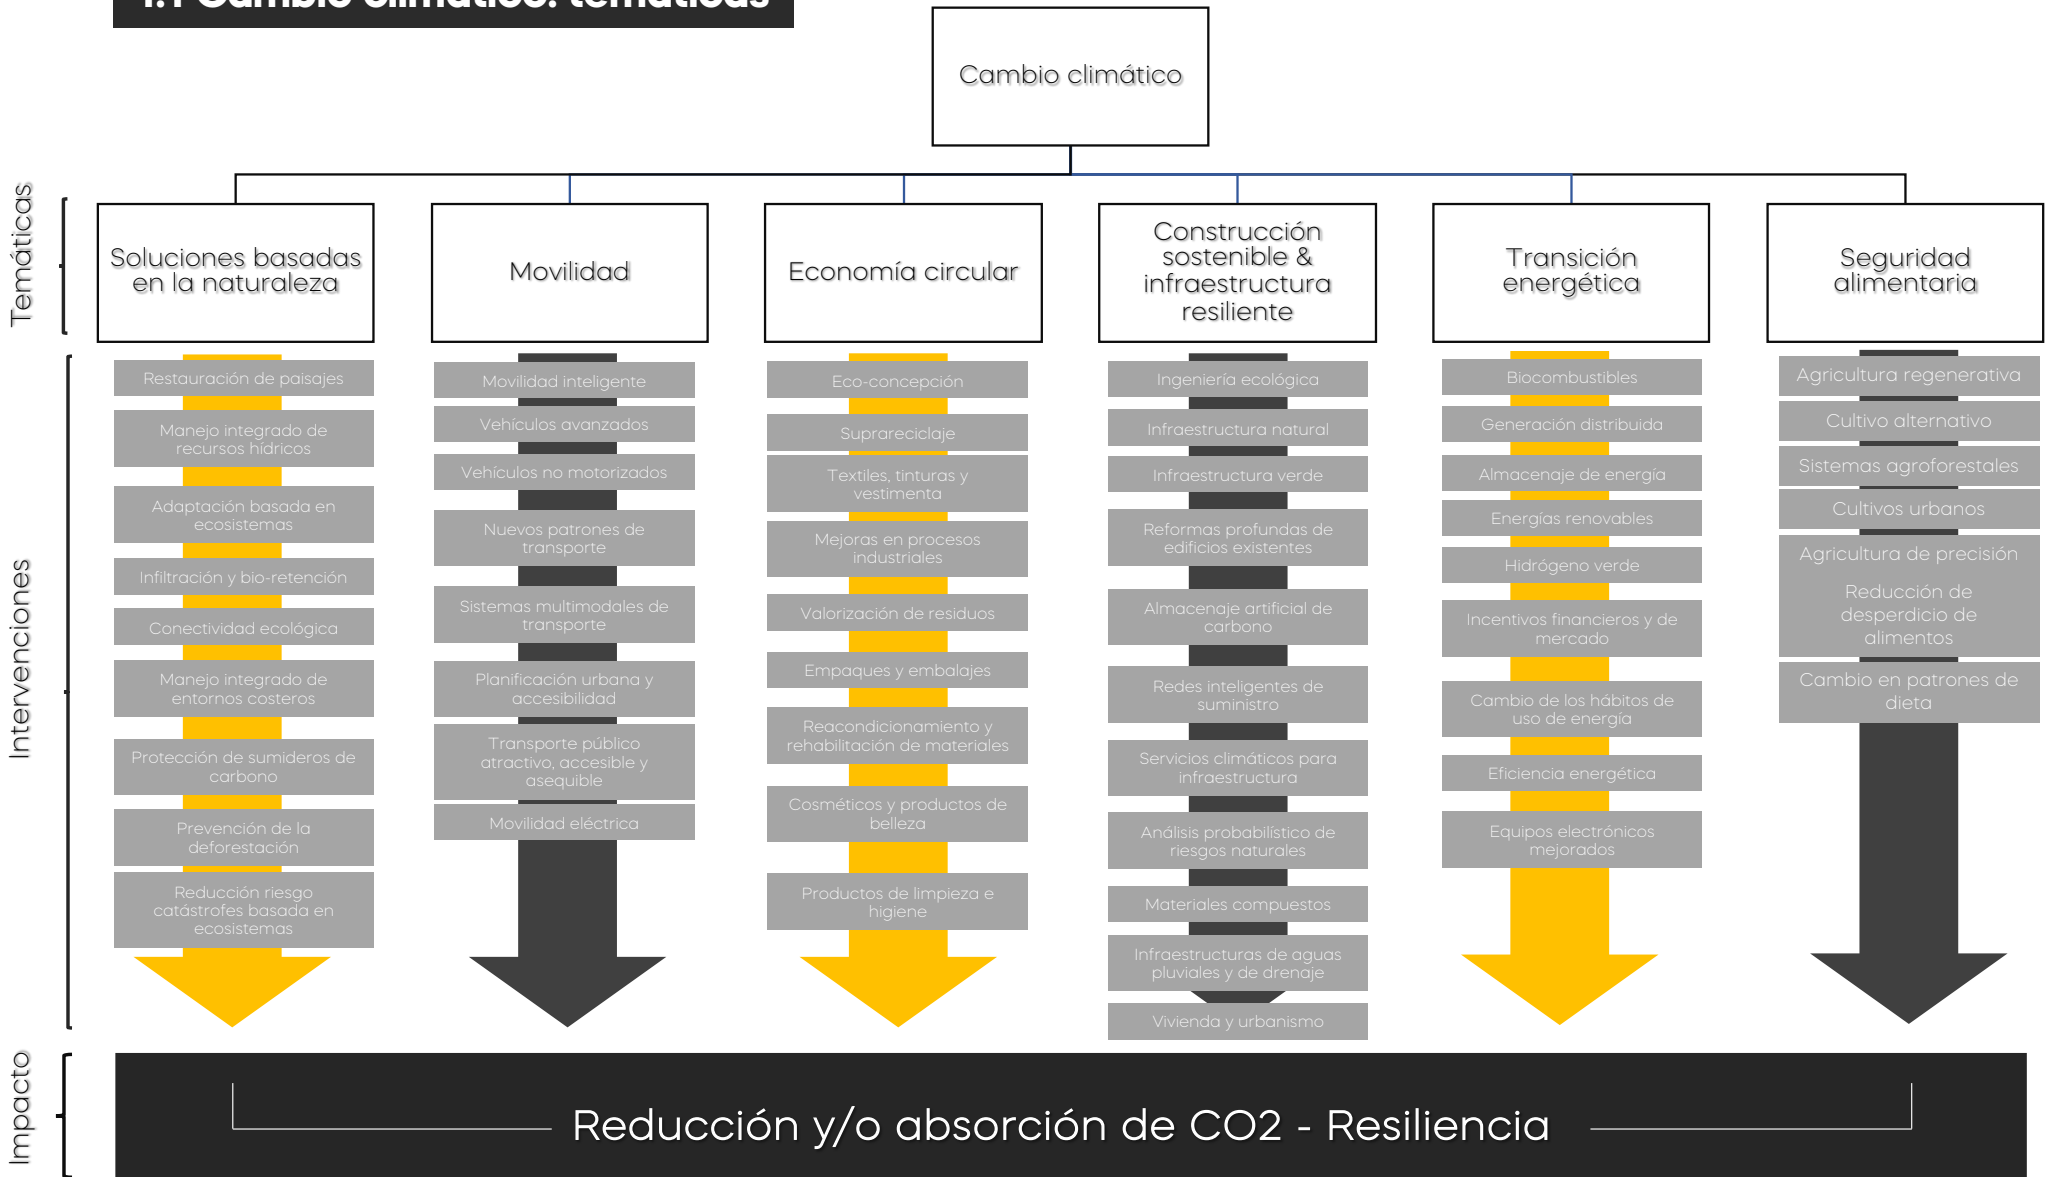 1.1 Cambio climático: temáticas
Cambio climático
Temáticas
Soluciones basadas
en la naturaleza
Movilidad
Economía circular
Construcción
sostenible &
infraestructura
resiliente
Transición
energética
Seguridad
alimentaria
Intervenciones
Restauración de paisajes
Manejo integrado de
recursos hídricos
Adaptación basada en
ecosistemas
Infiltración y bio-retención
Conectividad ecológica
Manejo integrado de
entornos costeros
Protección de sumideros de
carbono
Prevención de la
deforestación
Reducción riesgo
catástrofes basada en
ecosistemas
Movilidad inteligente
Vehículos avanzados
Vehículos no motorizados
Nuevos patrones de
transporte
Sistemas multimodales de
transporte
Planificación urbana y
accesibilidad
Transporte público
atractivo, accesible y
asequible
Movilidad eléctrica
Eco-concepción
Suprareciclaje
Textiles, tinturas y
vestimenta
Mejoras en procesos
industriales
Valorización de residuos
Empaques y embalajes
Reacondicionamiento y
rehabilitación de materiales
Cosméticos y productos de
belleza
Productos de limpieza e
higiene
Ingeniería ecológica
Infraestructura natural
Infraestructura verde
Reformas profundas de
edificios existentes
Almacenaje artificial de
carbono
Redes inteligentes de
suministro
Servicios climáticos para
infraestructura
Análisis probabilístico de
riesgos naturales
Materiales compuestos
Infraestructuras de aguas
pluviales y de drenaje
Vivienda y urbanismo
Biocombustibles
Generación distribuida
Almacenaje de energía
Energías renovables
Hidrógeno verde
Incentivos financieros y de
mercado
Cambio de los hábitos de
uso de energía
Eficiencia energética
Equipos electrónicos
mejorados
Agricultura regenerativa
Cultivo alternativo
Sistemas agroforestales
Cultivos urbanos
Agricultura de precisión
Reducción de
desperdicio de
alimentos
Cambio en patrones de
dieta
Impacto
Reducción y/o absorción de CO2 - Resiliencia